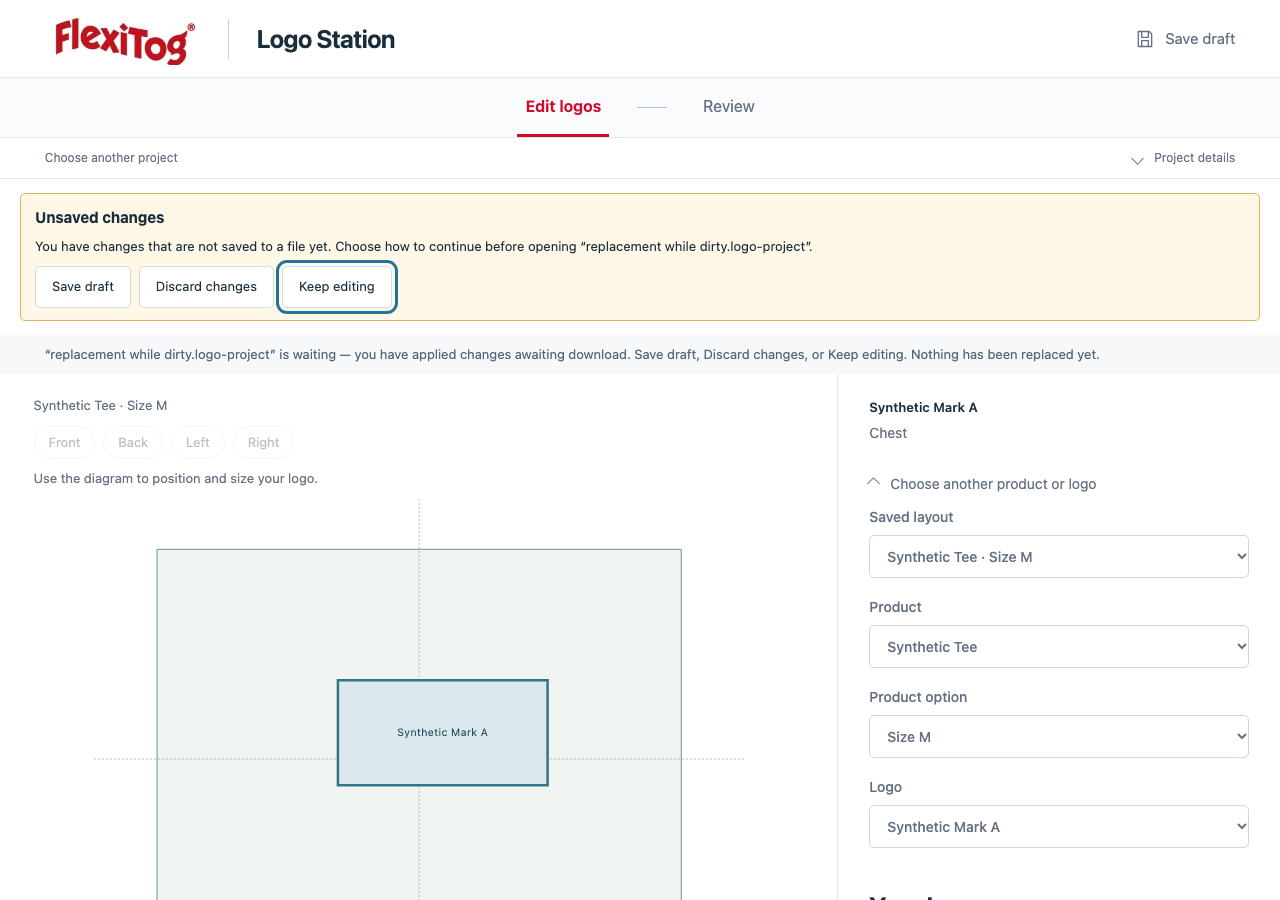 FlexiTog®
Logo Station
Save draft
Edit logos
Review
Choose another project
Project details
Unsaved changes
You have changes that are not saved to a file yet. Choose how to continue before opening “replacement while dirty.logo-project”.
Save draft
Discard changes
Keep editing
“replacement while dirty.logo-project” is waiting — you have applied changes awaiting download. Save draft, Discard changes, or Keep editing. Nothing has been replaced yet.
Synthetic Tee · Size M
Front
Back
Left
Right
Use the diagram to position and size your logo.
Synthetic Mark A
Synthetic Mark A
Chest
Choose another product or logo
Saved layout
Synthetic Tee · Size M
Product
Synthetic Tee
Product option
Size M
Logo
Synthetic Mark A